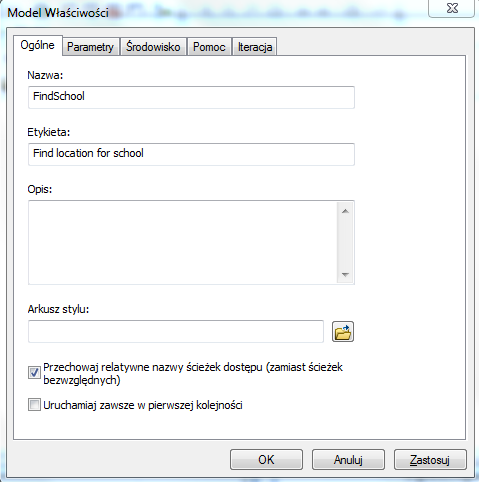 Model Właściwości
Ogólne Parametry Środowisko Pomoc Iteracja
Nazwa:
FindSchool
Etykieta:
Find location for school
Opis:
Arkusz stylu:
Przechowaj relatywne nazwy ścieżek dostępu (zamiast ścieżek
bezwzględnych)
Uruchamiaj zawsze w pierwszej kolejności
OK Anuluj Zastosuj